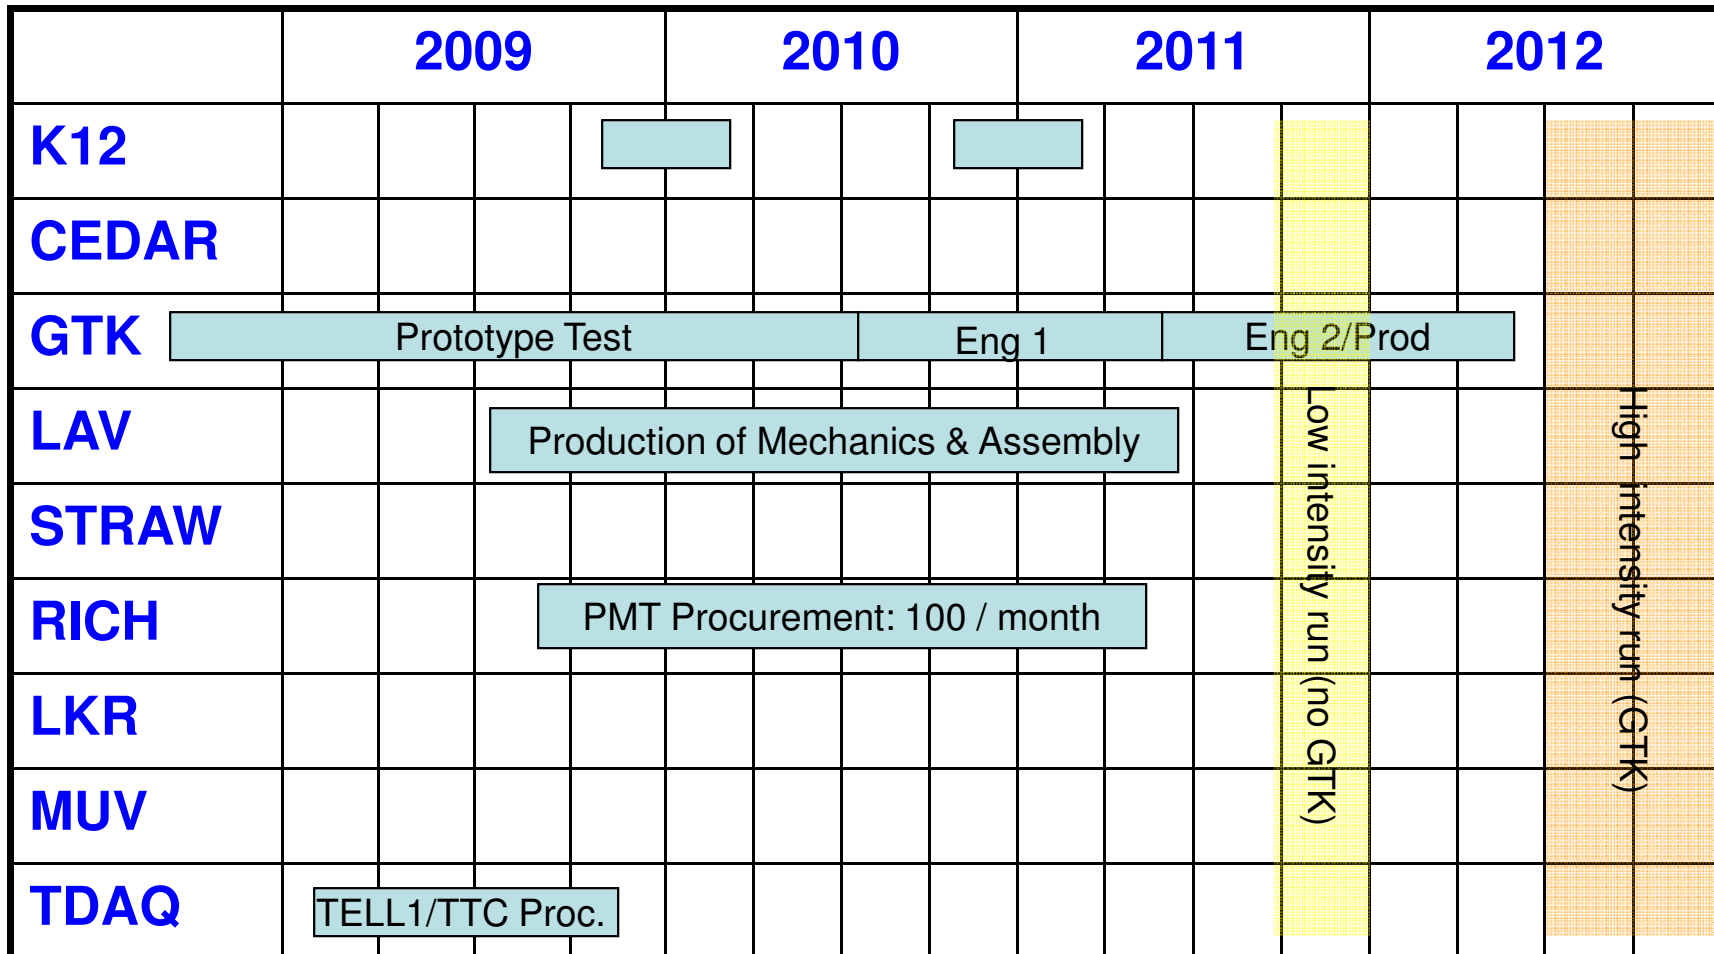 2009 2010 2011 2012
K12
CEDAR
GTK Prototype Test Eng 1 Eng 2/Prod
LAV Production of Mechanics & Assembly
STRAW
RICH PMT Procurement: 100 / month
LKR
MUV
TDAQ TELL1/TTC Proc.
Low intensity run (no GTK)
High intensity run (GTK)